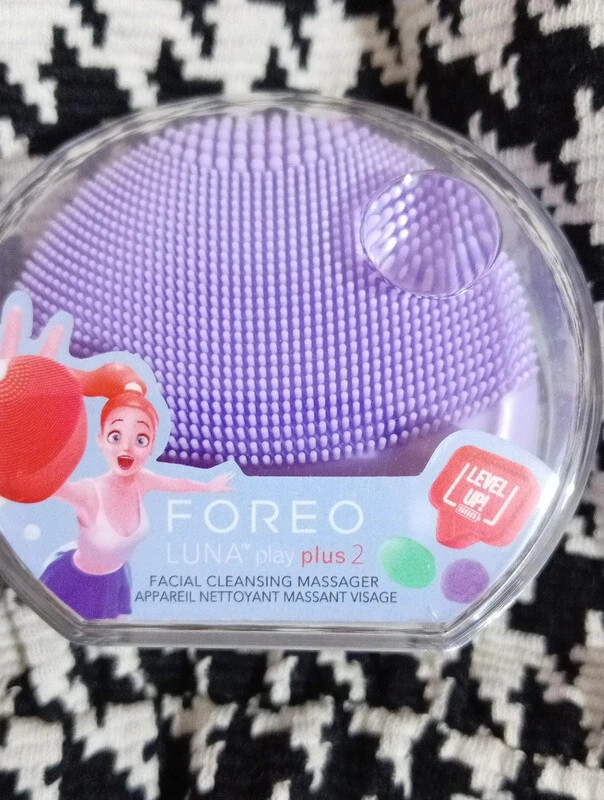 FOREO
LUNA™ play plus 2
FACIAL CLEANSING MASSAGER
APPAREIL NETTOYANT MASSANT VISAGE
LEVEL
UP!